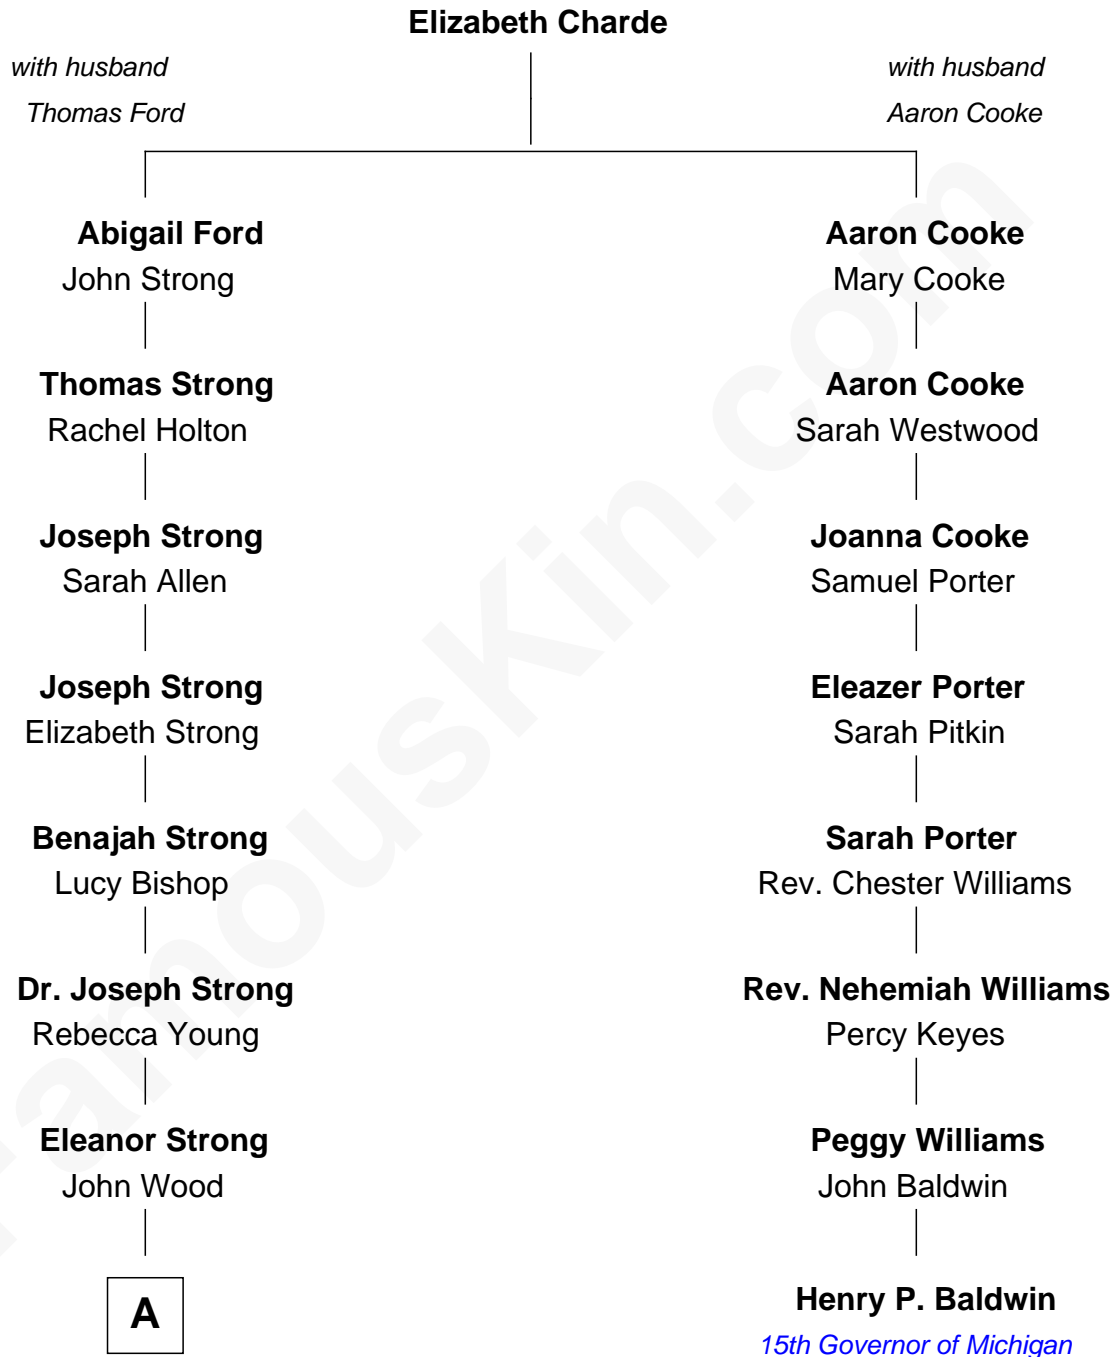 Elizabeth Charde
with husband
Thomas Ford
with husband
Aaron Cooke
Abigail Ford
John Strong
Aaron Cooke
Mary Cooke
Thomas Strong
Rachel Holton
Aaron Cooke
Sarah Westwood
Joseph Strong
Sarah Allen
Joanna Cooke
Samuel Porter
Joseph Strong
Elizabeth Strong
Eleazer Porter
Sarah Pitkin
Benajah Strong
Lucy Bishop
Sarah Porter
Rev. Chester Williams
Dr. Joseph Strong
Rebecca Young
Rev. Nehemiah Williams
Percy Keyes
Eleanor Strong
John Wood
Peggy Williams
John Baldwin
A
Henry P. Baldwin
15th Governor of Michigan
FamousKin.com